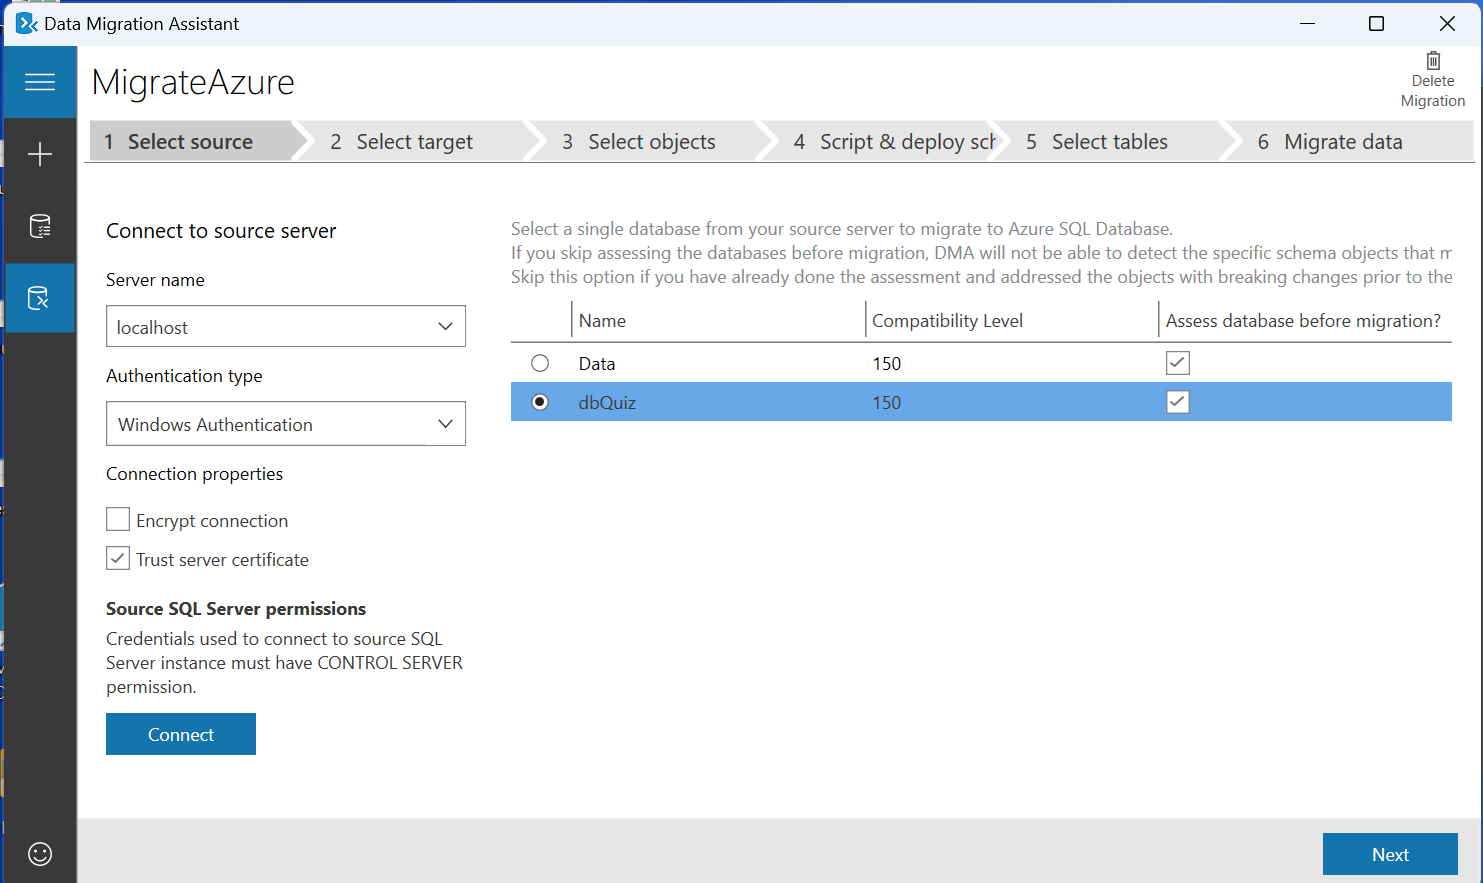 Data Migration Assistant
MigrateAzure
Delete
Migration
1 Select source
2 Select target
3 Select objects
4 Script & deploy sch
5 Select tables
6 Migrate data
Connect to source server
Server name
localhost
Authentication type
Windows Authentication
Connection properties
Encrypt connection
Trust server certificate
Source SQL Server permissions
Credentials used to connect to source SQL
Server instance must have CONTROL SERVER
permission.
Connect
Select a single database from your source server to migrate to Azure SQL Database.
If you skip assessing the databases before migration, DMA will not be able to detect the specific schema objects that m
Skip this option if you have already done the assessment and addressed the objects with breaking changes prior to the
Name Compatibility Level Assess database before migration?
Data 150
dbQuiz 150
Next